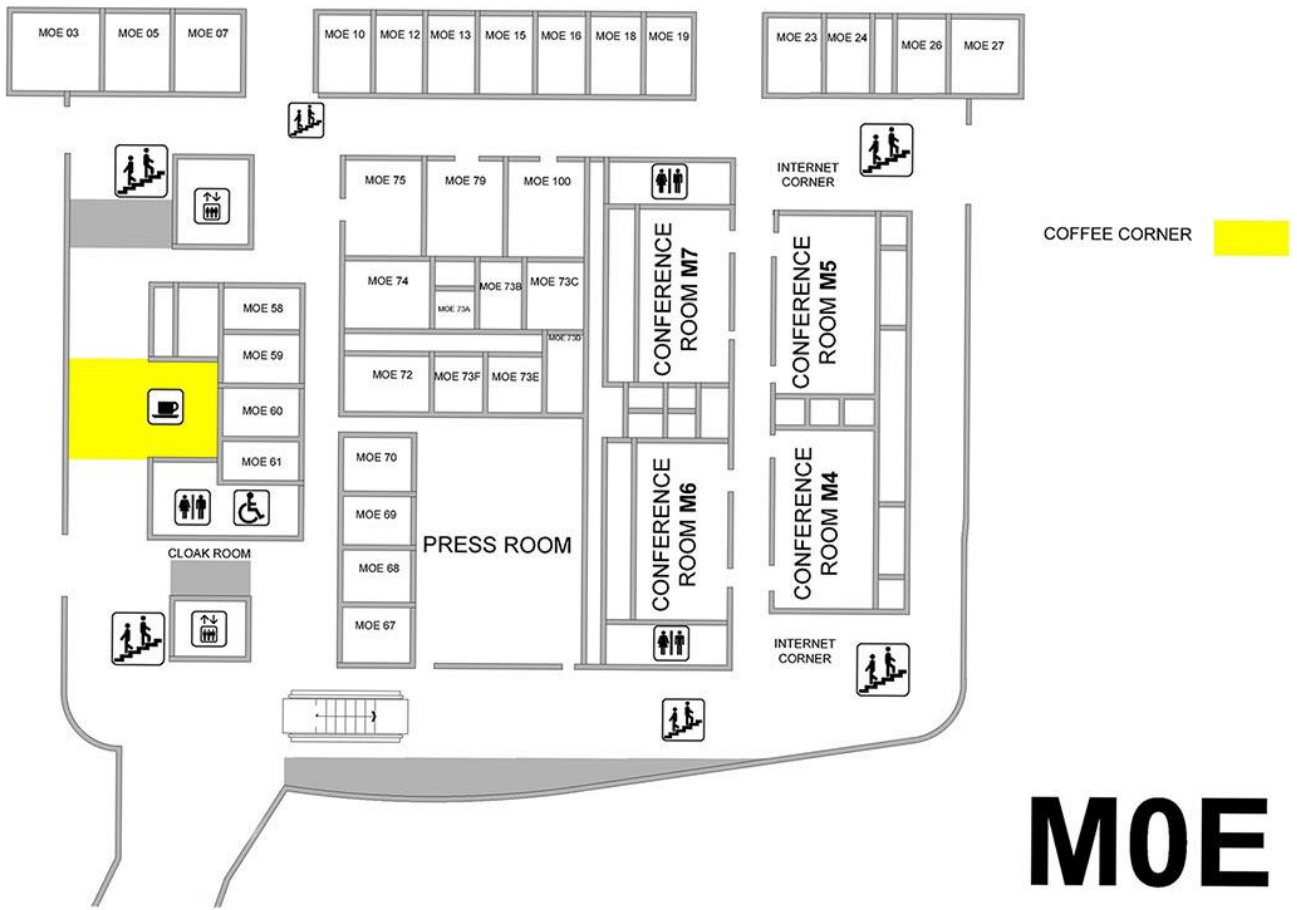 MOE 03
MOE 05
MOE 07
MOE 10
MOE 12
MOE 13
MOE 15
MOE 16
MOE 18
MOE 19
MOE 23
MOE 24
MOE 26
MOE 27
INTERNET
CORNER
MOE 75
MOE 79
MOE 100
COFFEE CORNER
MOE 74
MOE 73A
MOE 73B
MOE 73C
MOE 73D
CONFERENCE
ROOM M7
CONFERENCE
ROOM M5
MOE 58
MOE 59
MOE 60
MOE 61
MOE 72
MOE 73F
MOE 73E
MOE 70
MOE 69
MOE 68
MOE 67
PRESS ROOM
CONFERENCE
ROOM M6
CONFERENCE
ROOM M4
CLOAK ROOM
INTERNET
CORNER
M0E